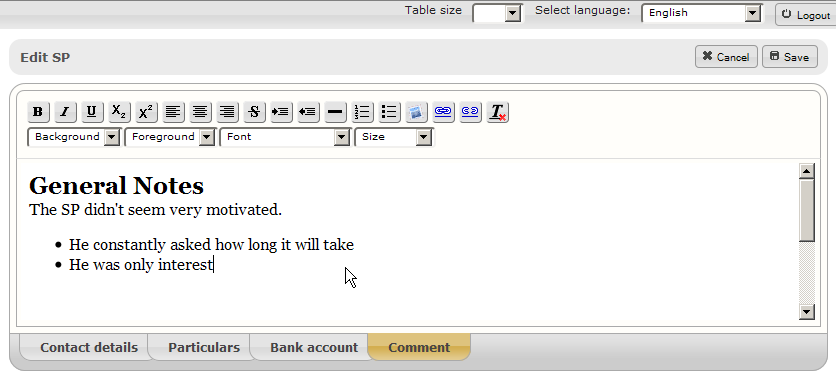 Table size Select language: English Logout
Edit SP Cancel Save
B I U X2 X2 S T
Background Foreground Font Size
General Notes
The SP didn't seem very motivated.
• He constantly asked how long it will take
• He was only interest
Contact details Particulars Bank account Comment